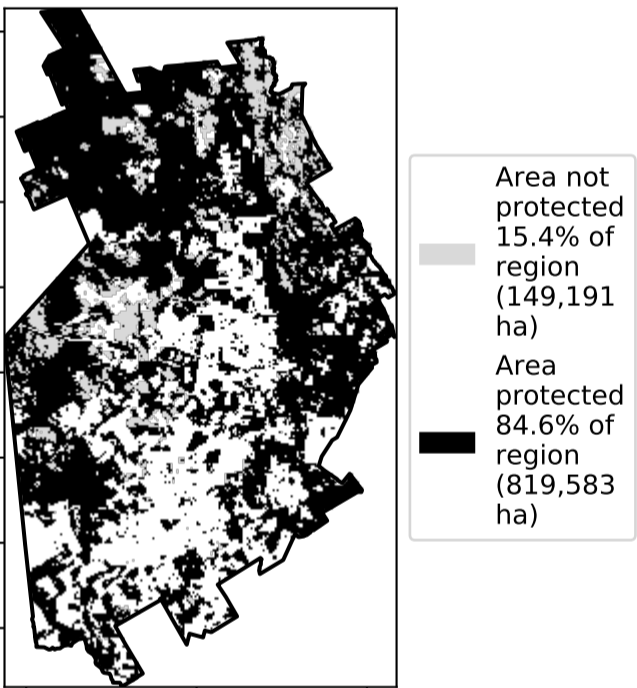 Area not
protected
15.4% of
region
(149,191
ha)
Area
protected
84.6% of
region
(819,583
ha)